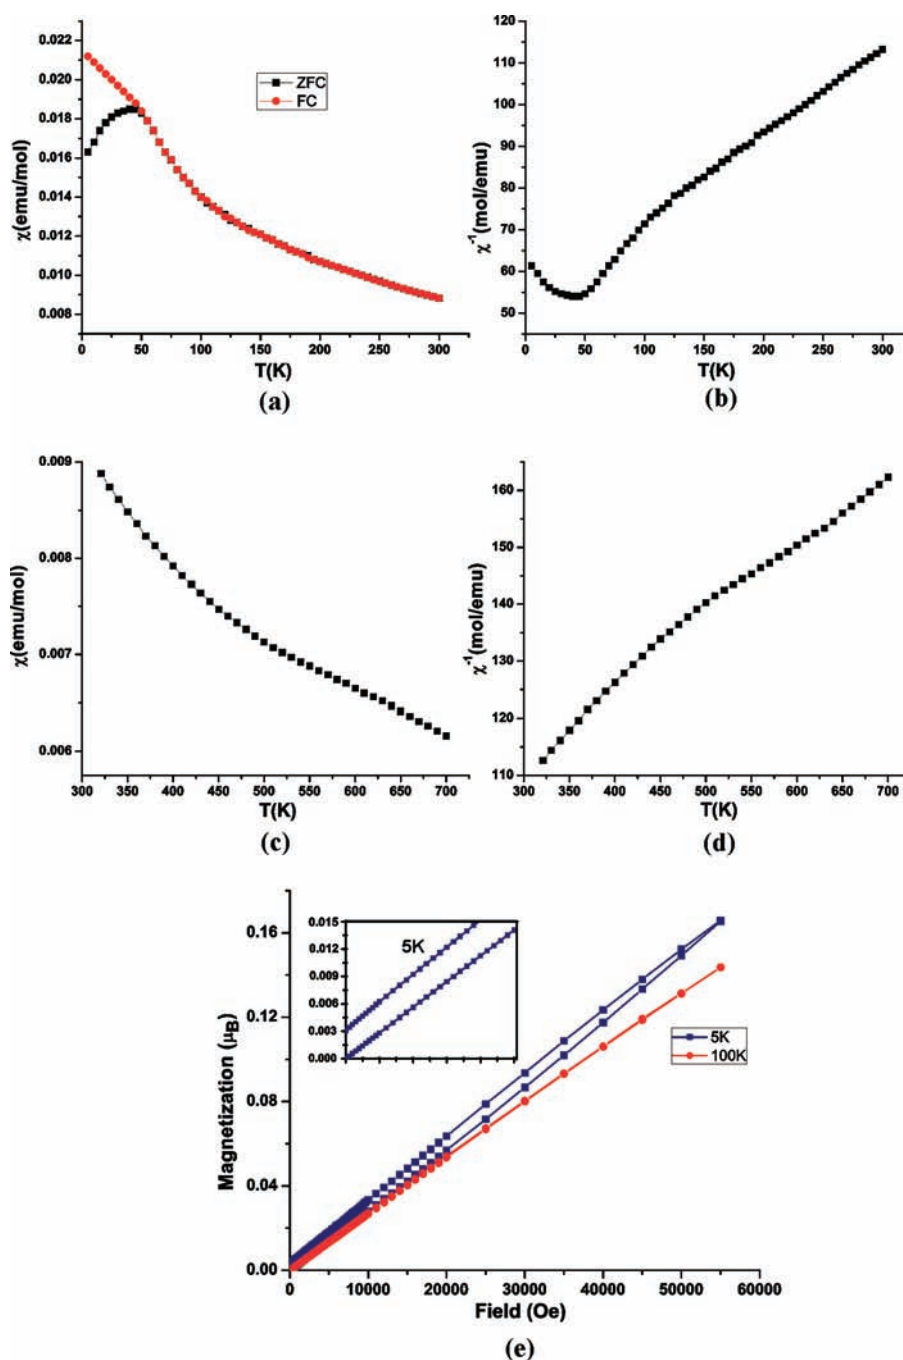 0.022
0.020
0.018
0.016
0.014
0.012
0.010
0.008
χ(emu/mol)
ZFC
FC
0 50 100 150 200 250 300
T(K)
(a)
120
110
100
90
80
70
60
50
χ⁻¹(mol/emu)
0 50 100 150 200 250 300
T(K)
(b)
0.009
0.008
0.007
0.006
χ(emu/mol)
300 350 400 450 500 550 600 650 700
T(K)
(c)
160
150
140
130
120
110
χ⁻¹(mol/emu)
300 350 400 450 500 550 600 650 700
T(K)
(d)
0.16
0.12
0.08
0.04
0.00
Magnetization (μB)
0.015
0.012
0.009
0.006
0.003
0.000
5K
5K
100K
0 10000 20000 30000 40000 50000 60000
Field (Oe)
(e)